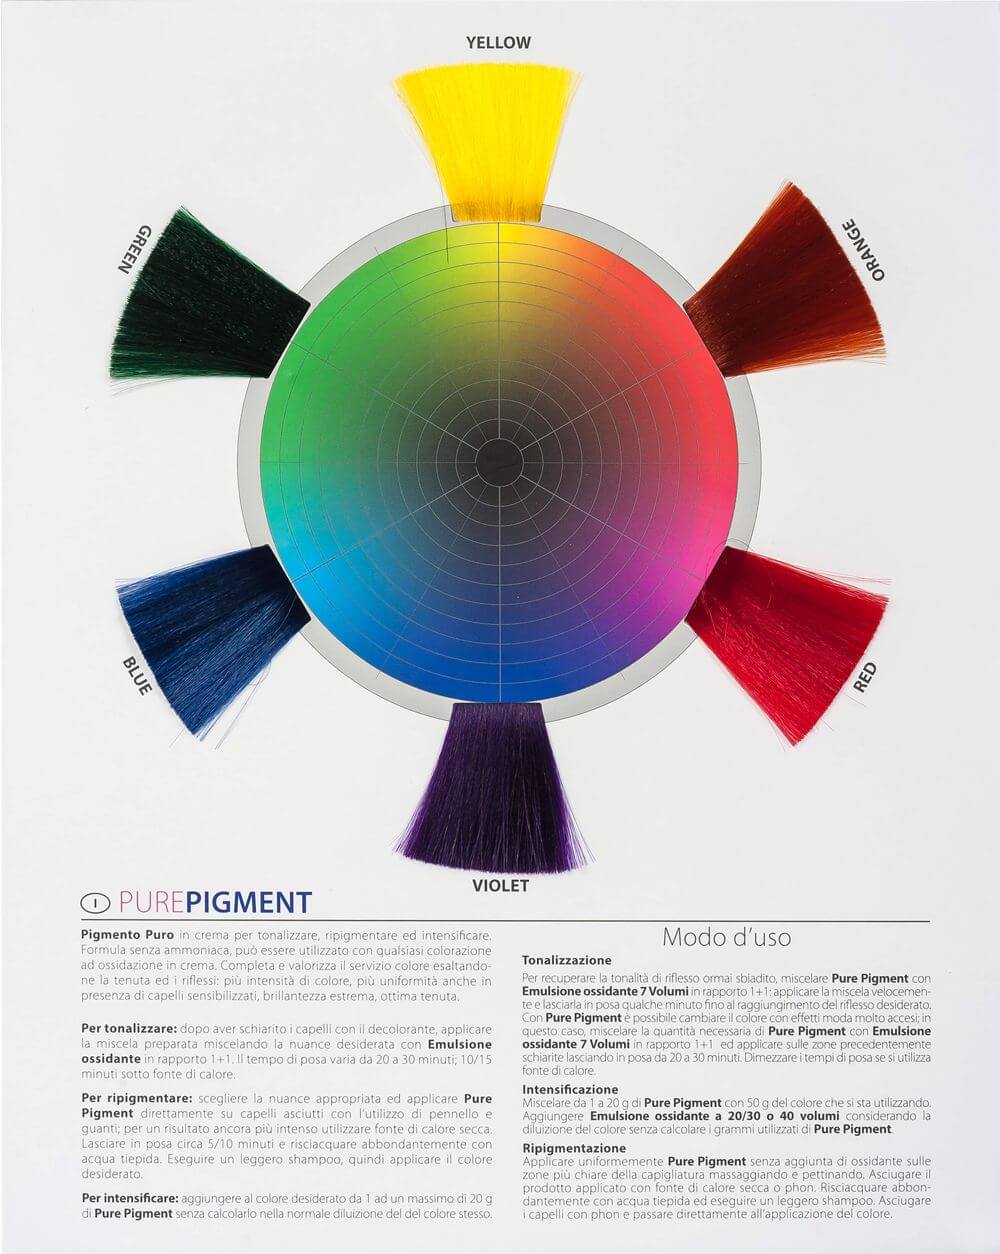 YELLOW
GREEN
ORANGE
BLUE
RED
VIOLET
I PUREPIGMENT
Pigmento Puro in crema per tonalizzare, ripigmentare ed intensificare.
Formula senza ammoniaca, può essere utilizzato con qualsiasi colorazione
ad ossidazione in crema. Completa e valorizza il servizio colore esaltando-
ne la tenuta ed i riflessi: più intensità di colore, più uniformità anche in
presenza di capelli sensibilizzati, brillantezza estrema, ottima tenuta.
Per tonalizzare: dopo aver schiarito i capelli con il decolorante, applicare
la miscela preparata miscelando la nuance desiderata con Emulsione
ossidante in rapporto 1+1. Il tempo di posa varia da 20 a 30 minuti; 10/15
minuti sotto fonte di calore.
Per ripigmentare: scegliere la nuance appropriata ed applicare Pure
Pigment direttamente su capelli asciutti con l'utilizzo di pennello e
guanti; per un risultato ancora più intenso utilizzare fonte di calore secca.
Lasciare in posa circa 5/10 minuti e risciacquare abbondantemente con
acqua tiepida. Eseguire un leggero shampoo, quindi applicare il colore
desiderato.
Per intensificare: aggiungere al colore desiderato da 1 ad un massimo di 20 g
di Pure Pigment senza calcolarlo nella normale diluizione del del colore stesso.
Modo d'uso
Tonalizzazione
Per recuperare la tonalità di riflesso ormai sbiadito, miscelare Pure Pigment con
Emulsione ossidante 7 Volumi in rapporto 1+1: applicare la miscela velocemen-
te e lasciarla in posa qualche minuto fino al raggiungimento del riflesso desiderato.
Con Pure Pigment è possibile cambiare il colore con effetti moda molto accesi; in
questo caso, miscelare la quantità necessaria di Pure Pigment con Emulsione
ossidante 7 Volumi in rapporto 1+1 ed applicare sulle zone precedentemente
schiarite lasciando in posa da 20 a 30 minuti. Dimezzare i tempi di posa se si utilizza
fonte di calore.
Intensificazione
Miscelare da 1 a 20 g di Pure Pigment con 50 g del colore che si sta utilizzando.
Aggiungere Emulsione ossidante a 20/30 o 40 volumi considerando la
diluizione del colore senza calcolare i grammi utilizzati di Pure Pigment.
Ripigmentazione
Applicare uniformemente Pure Pigment senza aggiunta di ossidante sulle
zone più chiare della capigliatura massaggiando e pettinando. Asciugare il
prodotto applicato con fonte di calore secca o phon. Risciacquare abbon-
dantemente con acqua tiepida ed eseguire un leggero shampoo. Asciugare
i capelli con phon e passare direttamente all'applicazione del colore.